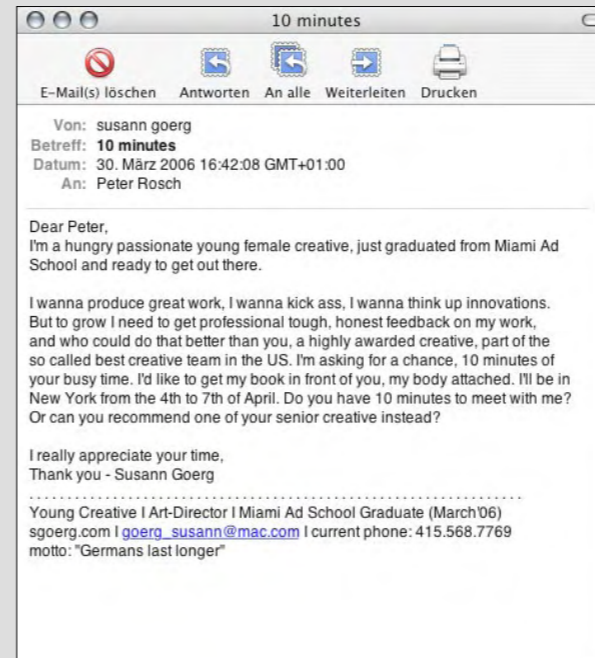 10 minutes
E-Mail(s) löschen Antworten An alle Weiterleiten Drucken
Von: susann goerg
Betreff: 10 minutes
Datum: 30. März 2006 16:42:08 GMT+01:00
An: Peter Rosch
Dear Peter,
I'm a hungry passionate young female creative, just graduated from Miami Ad
School and ready to get out there.
I wanna produce great work, I wanna kick ass, I wanna think up innovations.
But to grow I need to get professional tough, honest feedback on my work,
and who could do that better than you, a highly awarded creative, part of the
so called best creative team in the US. I'm asking for a chance, 10 minutes of
your busy time. I'd like to get my book in front of you, my body attached. I'll be in
New York from the 4th to 7th of April. Do you have 10 minutes to meet with me?
Or can you recommend one of your senior creative instead?
I really appreciate your time,
Thank you - Susann Goerg
. . . . . . . . . . . . . . . . . . . . . . . . . . . . . . . . . . . . . . . . . . . . . . . . . . . . . . . . . . . . . . . .
Young Creative I Art-Director I Miami Ad School Graduate (March'06)
sgoerg.com I goerg_susann@mac.com I current phone: 415.568.7769
motto: "Germans last longer"